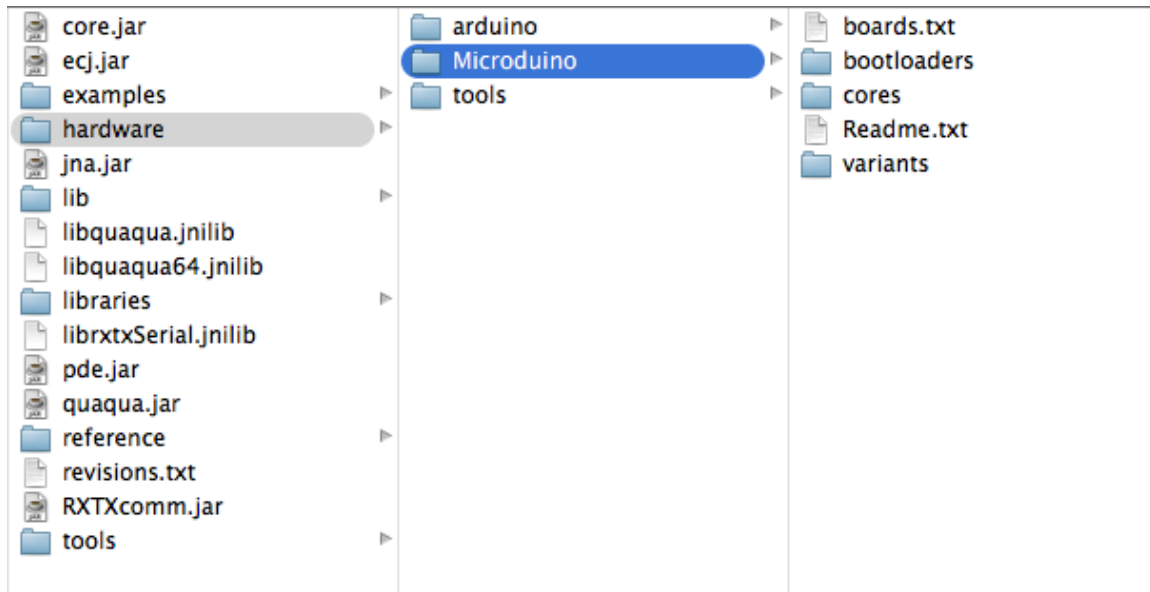 core.jar
ecj.jar
examples
hardware
jna.jar
lib
libquaqua.jnilib
libquaqua64.jnilib
libraries
librxtxSerial.jnilib
pde.jar
quaqua.jar
reference
revisions.txt
RXTXcomm.jar
tools
arduino
Microduino
tools
boards.txt
bootloaders
cores
Readme.txt
variants